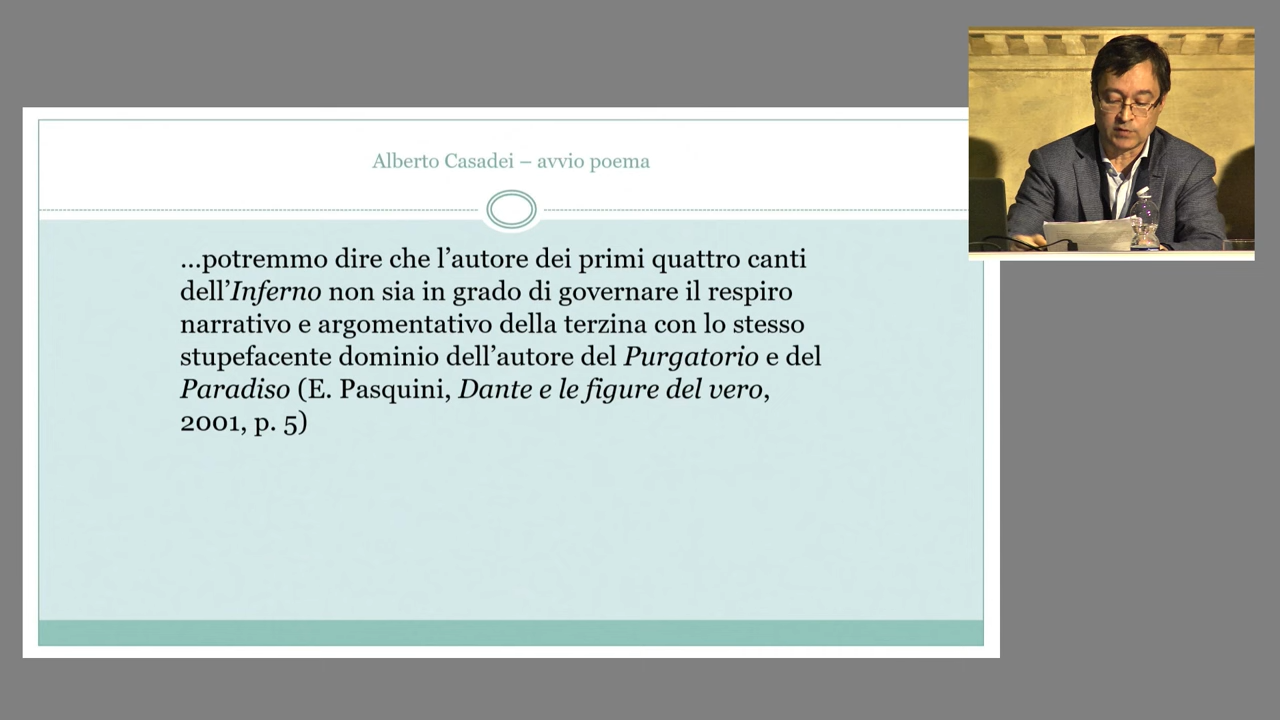 Alberto Casadei – avvio poema
...potremmo dire che l’autore dei primi quattro canti
dell’Inferno non sia in grado di governare il respiro
narrativo e argomentativo della terzina con lo stesso
stupefacente dominio dell’autore del Purgatorio e del
Paradiso (E. Pasquini, Dante e le figure del vero,
2001, p. 5)